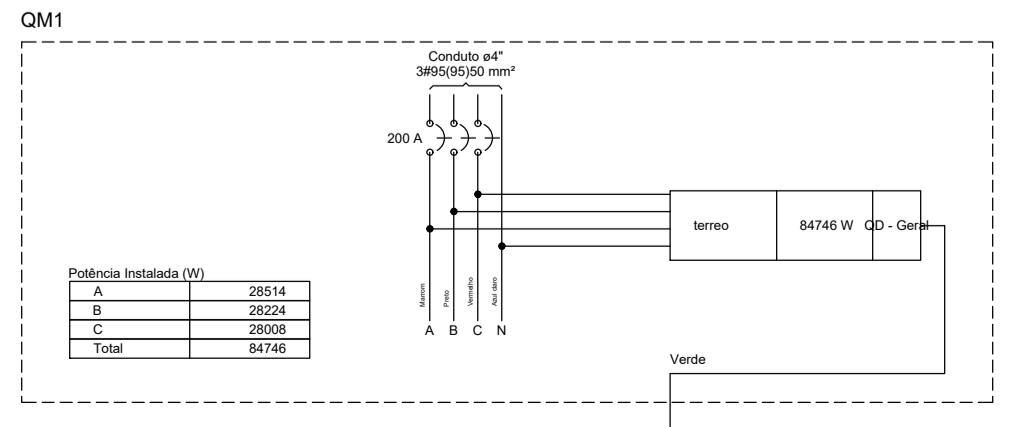 QM1
Conduto ø4"
3#95(95)50 mm²
200 A
terreo 84746 W QD - Geral
Potência Instalada (W)
A 28514
B 28224
C 28008
Total 84746
Marrom
Preto
Vermelho
Azul claro
A B C N
Verde